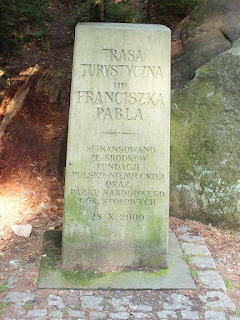 TRASA
TURYSTYCZNA
im.
FRANCISZKA
PABLA
SFINANSOWANO
ZE ŚRODKÓW
FUNDACJI
POLSKO-NIEMIECKIEJ
ORAZ
PARKU NARODOWEGO
GÓR STOŁOWYCH
28 X. 2000